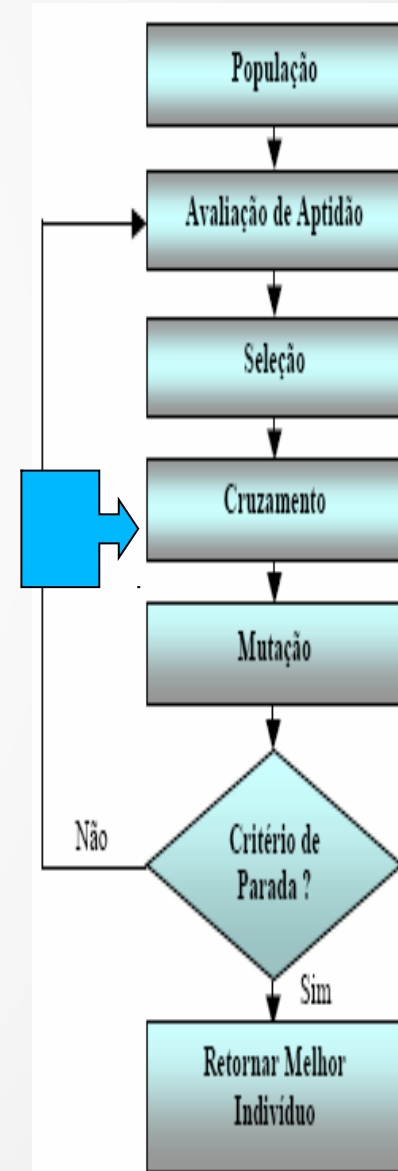 População
Avaliação de Aptidão
Seleção
Cruzamento
Mutação
Não
Critério de
Parada ?
Sim
Retornar Melhor
Indivíduo